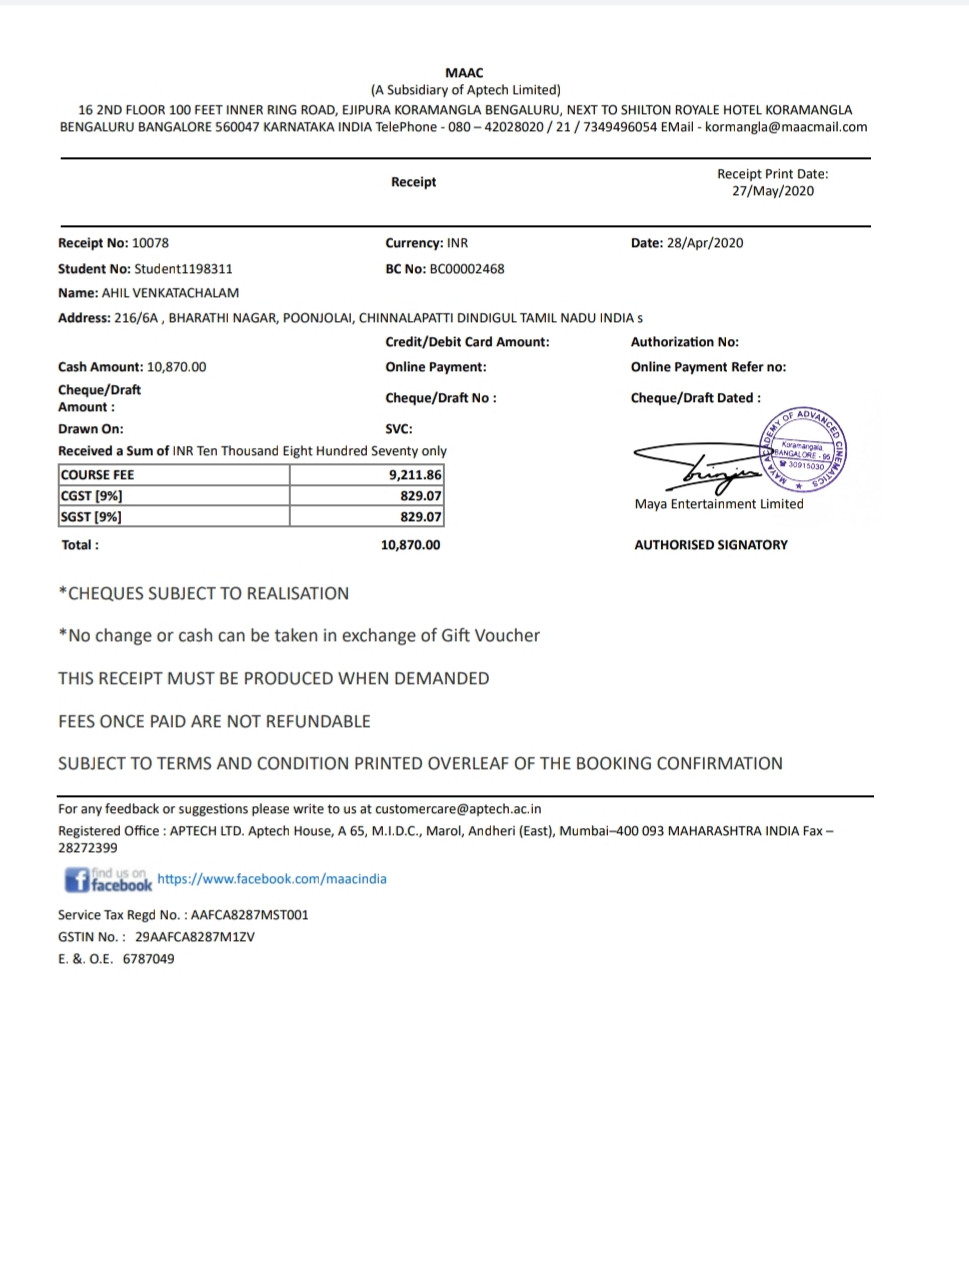 MAAC
(A Subsidiary of Aptech Limited)
16 2ND FLOOR 100 FEET INNER RING ROAD, EJIPURA KORAMANGLA BENGALURU, NEXT TO SHILTON ROYALE HOTEL KORAMANGLA
BENGALURU BANGALORE 560047 KARNATAKA INDIA TelePhone - 080 – 42028020 / 21 / 7349496054 EMail - kormangla@maacmail.com
Receipt
Receipt Print Date:
27/May/2020
Receipt No: 10078 Currency: INR Date: 28/Apr/2020
Student No: Student1198311 BC No: BC00002468
Name: AHIL VENKATACHALAM
Address: 216/6A , BHARATHI NAGAR, POONJOLAI, CHINNALAPATTI DINDIGUL TAMIL NADU INDIA s
Credit/Debit Card Amount: Authorization No:
Cash Amount: 10,870.00 Online Payment: Online Payment Refer no:
Cheque/Draft
Amount : Cheque/Draft No : Cheque/Draft Dated :
Drawn On: SVC:
Received a Sum of INR Ten Thousand Eight Hundred Seventy only
COURSE FEE 9,211.86
CGST [9%] 829.07
SGST [9%] 829.07
Total : 10,870.00
MAYA ACADEMY OF ADVANCED CINEMATICS
Koramangala
BANGALORE - 95
☎ 30915030
Maya Entertainment Limited
AUTHORISED SIGNATORY
*CHEQUES SUBJECT TO REALISATION
*No change or cash can be taken in exchange of Gift Voucher
THIS RECEIPT MUST BE PRODUCED WHEN DEMANDED
FEES ONCE PAID ARE NOT REFUNDABLE
SUBJECT TO TERMS AND CONDITION PRINTED OVERLEAF OF THE BOOKING CONFIRMATION
For any feedback or suggestions please write to us at customercare@aptech.ac.in
Registered Office : APTECH LTD. Aptech House, A 65, M.I.D.C., Marol, Andheri (East), Mumbai–400 093 MAHARASHTRA INDIA Fax –
28272399
find us on
facebook https://www.facebook.com/maacindia
Service Tax Regd No. : AAFCA8287MST001
GSTIN No. : 29AAFCA8287M1ZV
E. &. O.E. 6787049